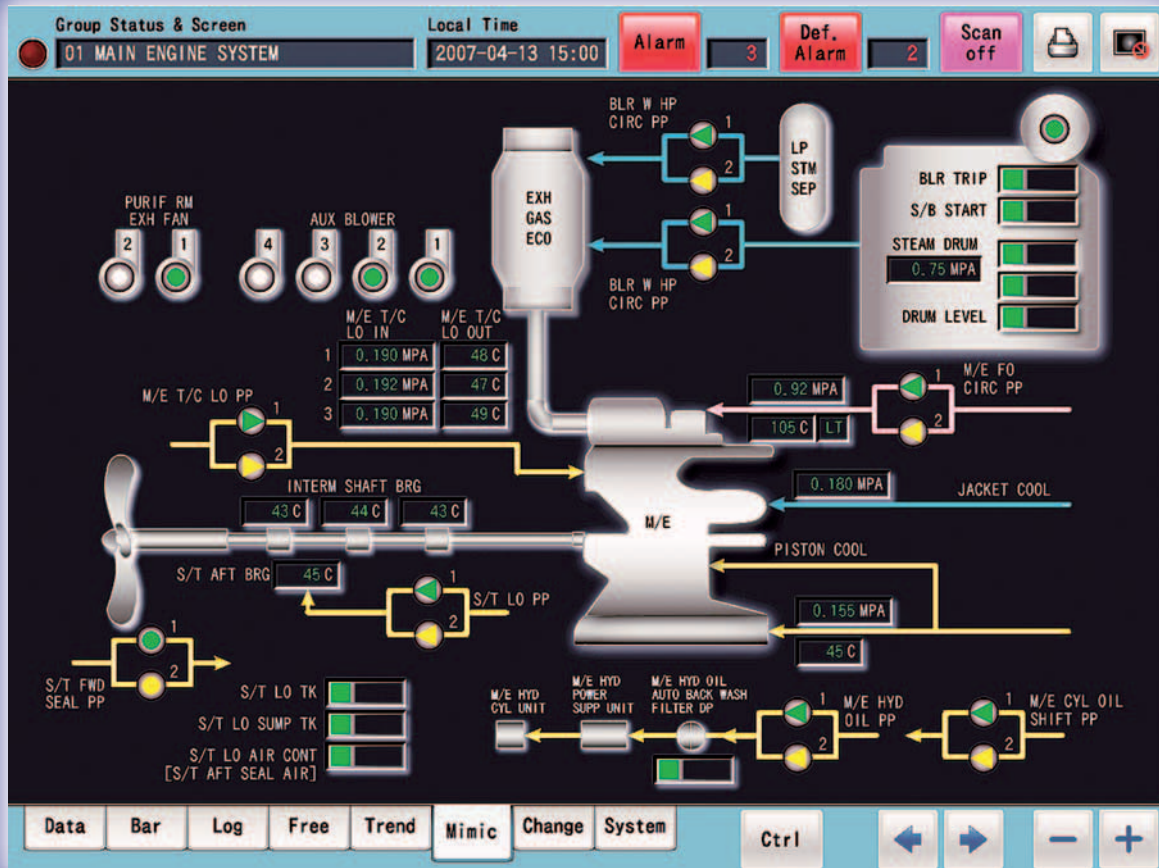 Group Status & Screen
Local Time
01 MAIN ENGINE SYSTEM
2007-04-13 15:00
Alarm
3
Def.
Alarm
2
Scan
off
BLR W HP
CIRC PP
1
2
LP
STM
SEP
EXH
GAS
ECO
BLR TRIP
S/B START
STEAM DRUM
0.75 MPA
DRUM LEVEL
PURIF RM
EXH FAN
2
1
AUX BLOWER
4
3
2
1
1
2
BLR W HP
CIRC PP
M/E T/C
LO IN
M/E T/C
LO OUT
1 0.190 MPA 48 C
2 0.192 MPA 47 C
3 0.190 MPA 49 C
M/E T/C LO PP
1
2
M/E FO
CIRC PP
1
2
0.92 MPA
105 C LT
INTERM SHAFT BRG
43 C 44 C 43 C
0.180 MPA
JACKET COOL
M/E
PISTON COOL
S/T AFT BRG 45 C
1
2
S/T LO PP
0.155 MPA
45 C
1
2
S/T FWD
SEAL PP
S/T LO TK
S/T LO SUMP TK
S/T LO AIR CONT
[S/T AFT SEAL AIR]
M/E HYD
CYL UNIT
M/E HYD
POWER
SUPP UNIT
M/E HYD OIL
AUTO BACK WASH
FILTER DP
1
2
M/E HYD
OIL PP
1
2
M/E CYL OIL
SHIFT PP
Data Bar Log Free Trend Mimic Change System
Ctrl